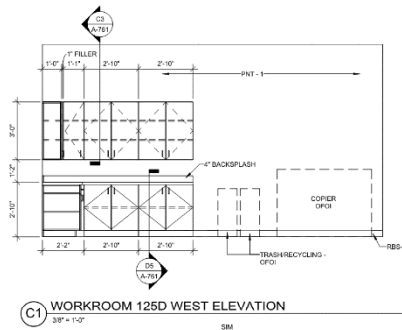 C3
A-761
1" FILLER
1'-0"
1'-1"
2'-10"
2'-10"
PNT - 1
3'-0"
1'-2"
4" BACKSPLASH
2'-10"
COPIER
OFOI
2'-2"
2'-10"
2'-10"
TRASH/RECYCLING -
OFOI
RBS-
D5
A-761
C1
WORKROOM 125D WEST ELEVATION
3/8" = 1'-0"
SIM